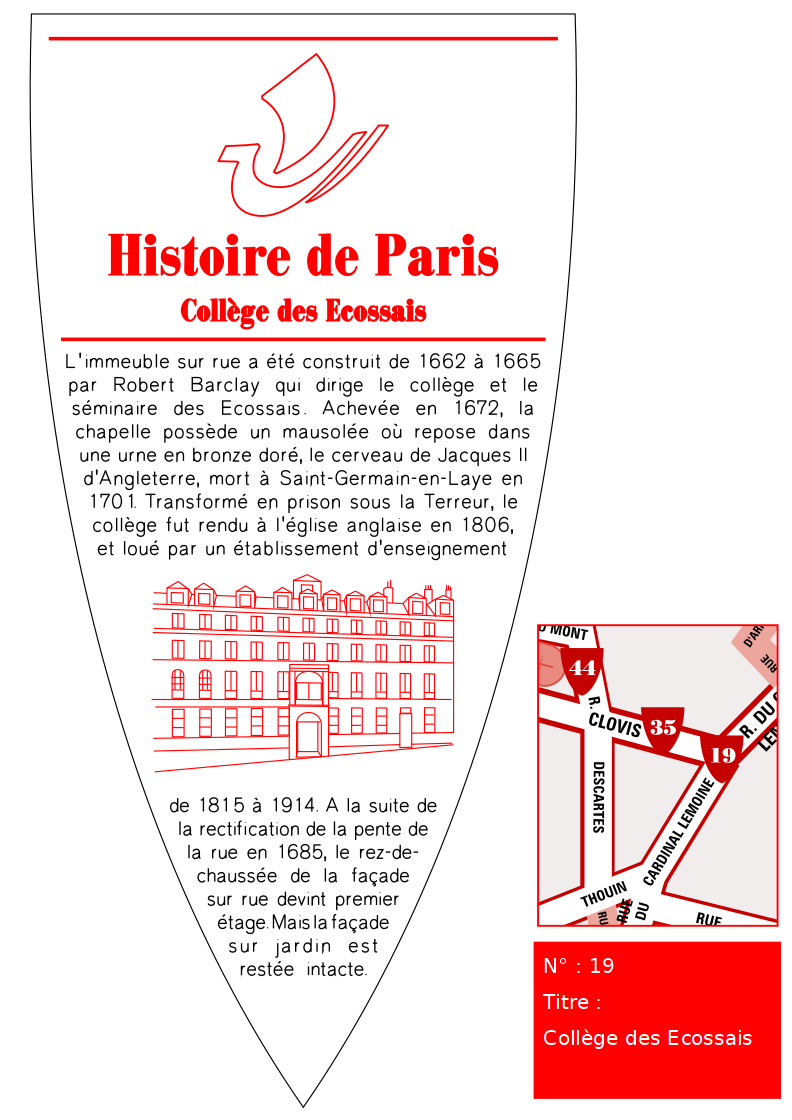 Histoire de Paris
Collège des Ecossais
L'immeuble sur rue a été construit de 1662 à 1665
par Robert Barclay qui dirige le collège et le
séminaire des Ecossais. Achevée en 1672, la
chapelle possède un mausolée où repose dans
une urne en bronze doré, le cerveau de Jacques II
d'Angleterre, mort à Saint-Germain-en-Laye en
1701. Transformé en prison sous la Terreur, le
collège fut rendu à l'église anglaise en 1806,
et loué par un établissement d'enseignement
de 1815 à 1914. A la suite de
la rectification de la pente de
la rue en 1685, le rez-de-
chaussée de la façade
sur rue devint premier
étage. Mais la façade
sur jardin est
restée intacte.
MONT
44
R.
CLOVIS
35
19
R. DU
RUE
DESCARTES
CARDINAL LEMOINE
THOUIN
RUE
DU
RUE
N° : 19
Titre :
Collège des Ecossais